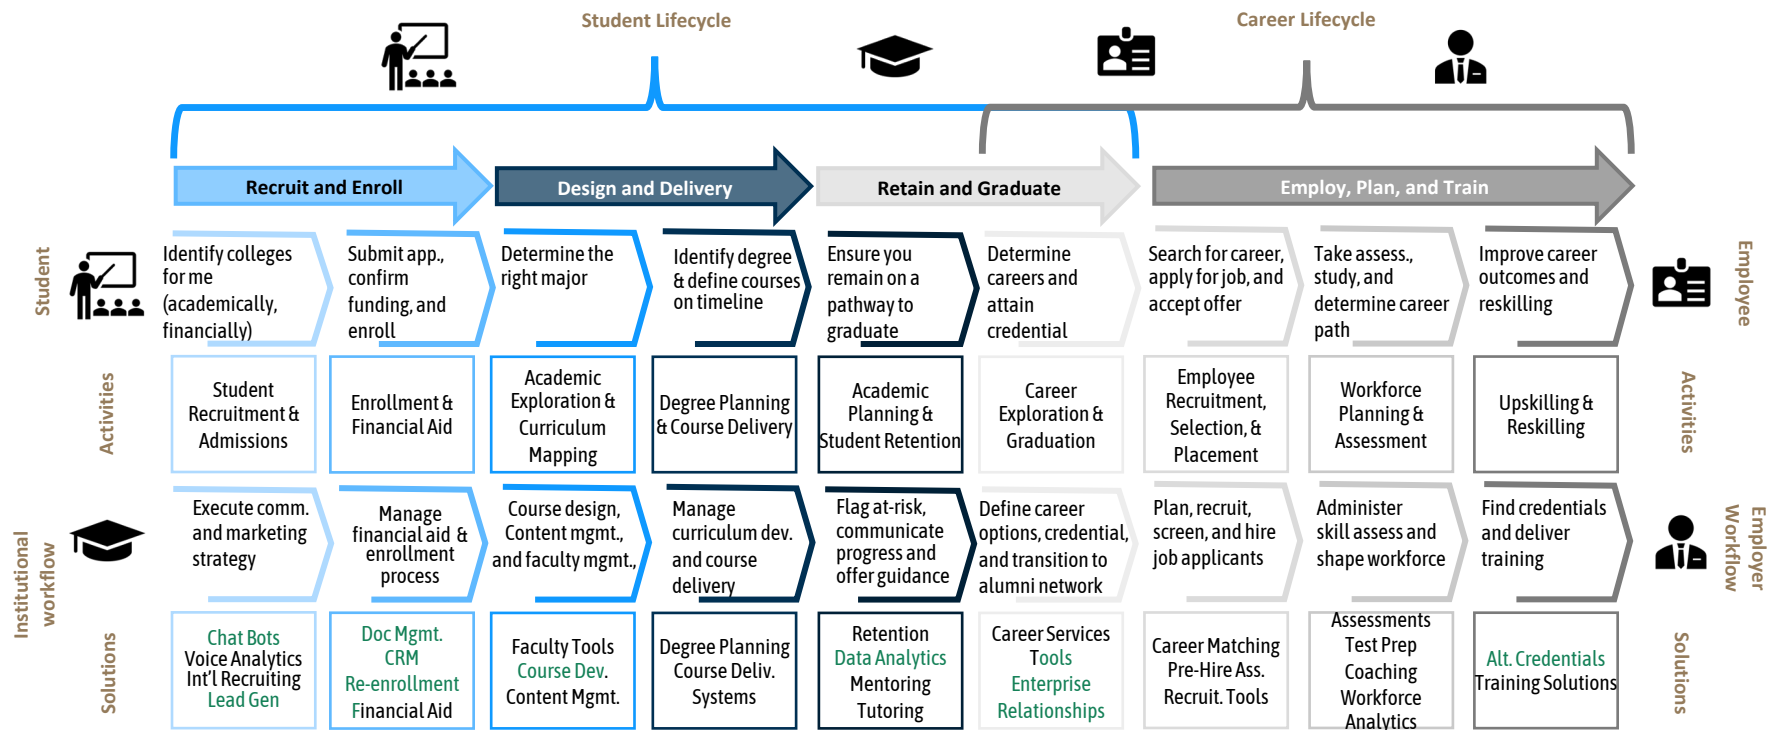 Student Lifecycle
Career Lifecycle
Recruit and Enroll
Design and Delivery
Retain and Graduate
Employ, Plan, and Train
Student
Identify colleges
for me
(academically,
financially)
Submit app.,
confirm
funding, and
enroll
Determine the
right major
Identify degree
& define courses
on timeline
Ensure you
remain on a
pathway to
graduate
Determine
careers and
attain
credential
Search for career,
apply for job, and
accept offer
Take assess.,
study, and
determine career
path
Improve career
outcomes and
reskilling
Employee
Activities
Student
Recruitment &
Admissions
Enrollment &
Financial Aid
Academic
Exploration &
Curriculum
Mapping
Degree Planning
& Course Delivery
Academic
Planning &
Student Retention
Career
Exploration &
Graduation
Employee
Recruitment,
Selection, &
Placement
Workforce
Planning &
Assessment
Upskilling &
Reskilling
Activities
Institutional
workflow
Execute comm.
and marketing
strategy
Manage
financial aid &
enrollment
process
Course design,
Content mgmt.,
and faculty mgmt.,
Manage
curriculum dev.
and course
delivery
Flag at-risk,
communicate
progress and
offer guidance
Define career
options, credential,
and transition to
alumni network
Plan, recruit,
screen, and hire
job applicants
Administer
skill assess and
shape workforce
Find credentials
and deliver
training
Employer
Workflow
Solutions
Chat Bots
Voice Analytics
Int'l Recruiting
Lead Gen
Doc Mgmt.
CRM
Re-enrollment
Financial Aid
Faculty Tools
Course Dev.
Content Mgmt.
Degree Planning
Course Deliv.
Systems
Retention
Data Analytics
Mentoring
Tutoring
Career Services
Tools
Enterprise
Relationships
Career Matching
Pre-Hire Ass.
Recruit. Tools
Assessments
Test Prep
Coaching
Workforce
Analytics
Alt. Credentials
Training Solutions
Solutions